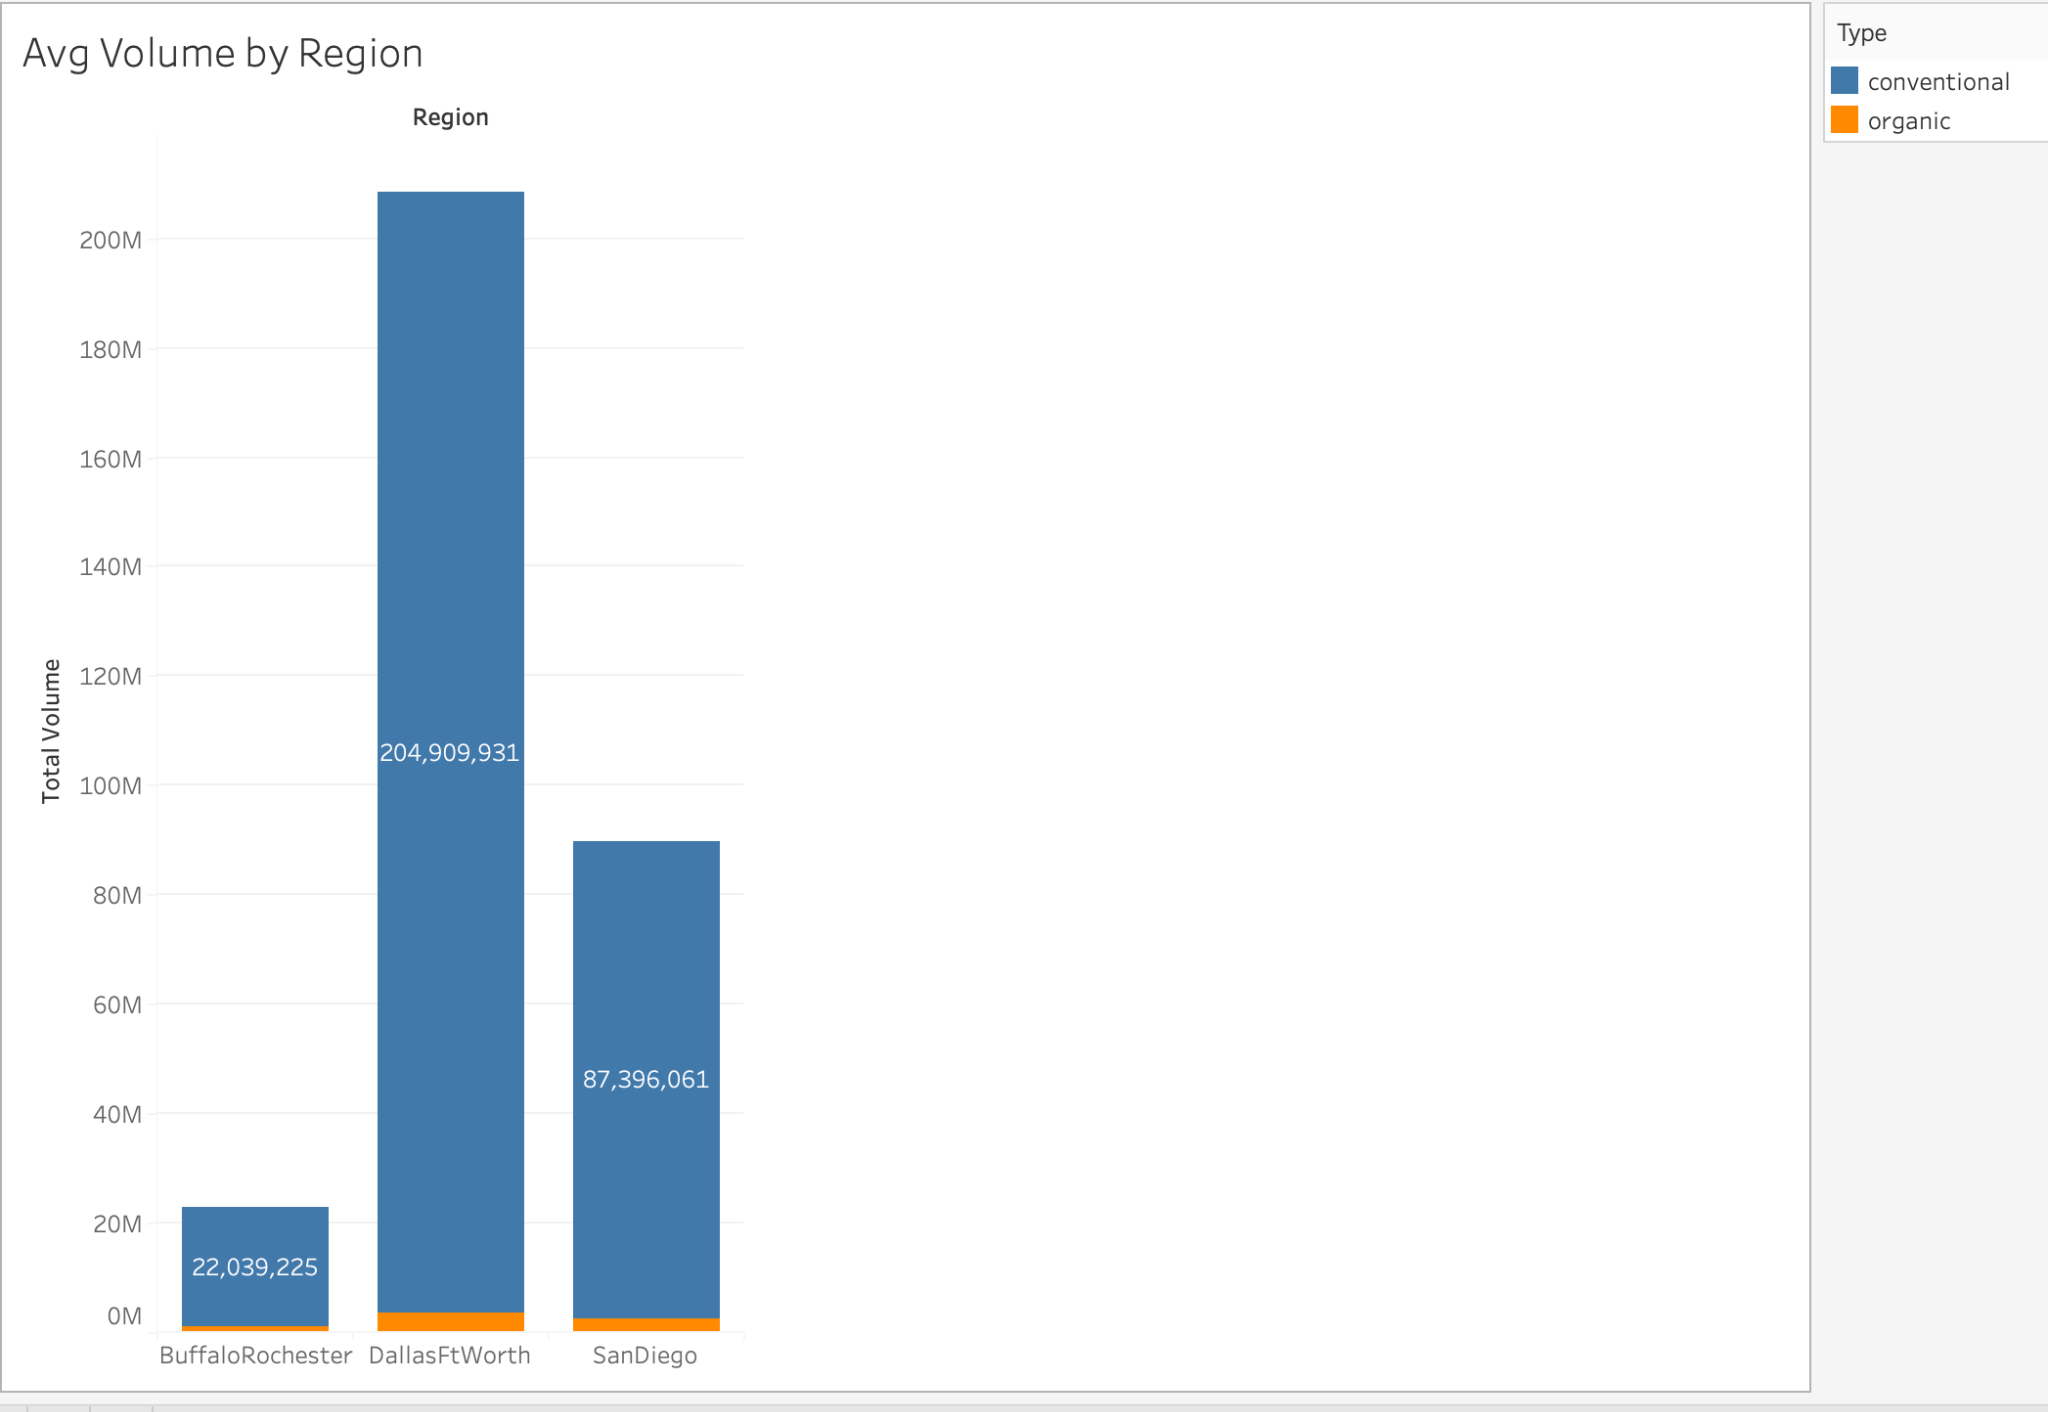 Avg Volume by Region
Region
200M
180M
160M
140M
120M
100M
80M
60M
40M
20M
0M
Total Volume
204,909,931
87,396,061
22,039,225
BuffaloRochester DallasFtWorth SanDiego
Type
conventional
organic